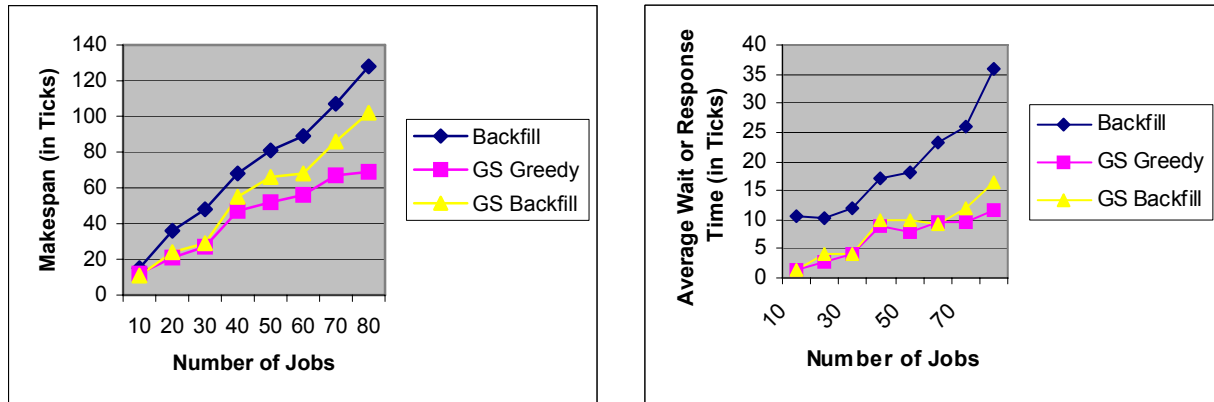 140
120
100
80
60
40
20
0
Makespan (in Ticks)
10 20 30 40 50 60 70 80
Number of Jobs
Backfill
GS Greedy
GS Backfill
Average Wait or Response
Time (in Ticks)
40
35
30
25
20
15
10
5
0
10 30 50 70
Number of Jobs
Backfill
GS Greedy
GS Backfill